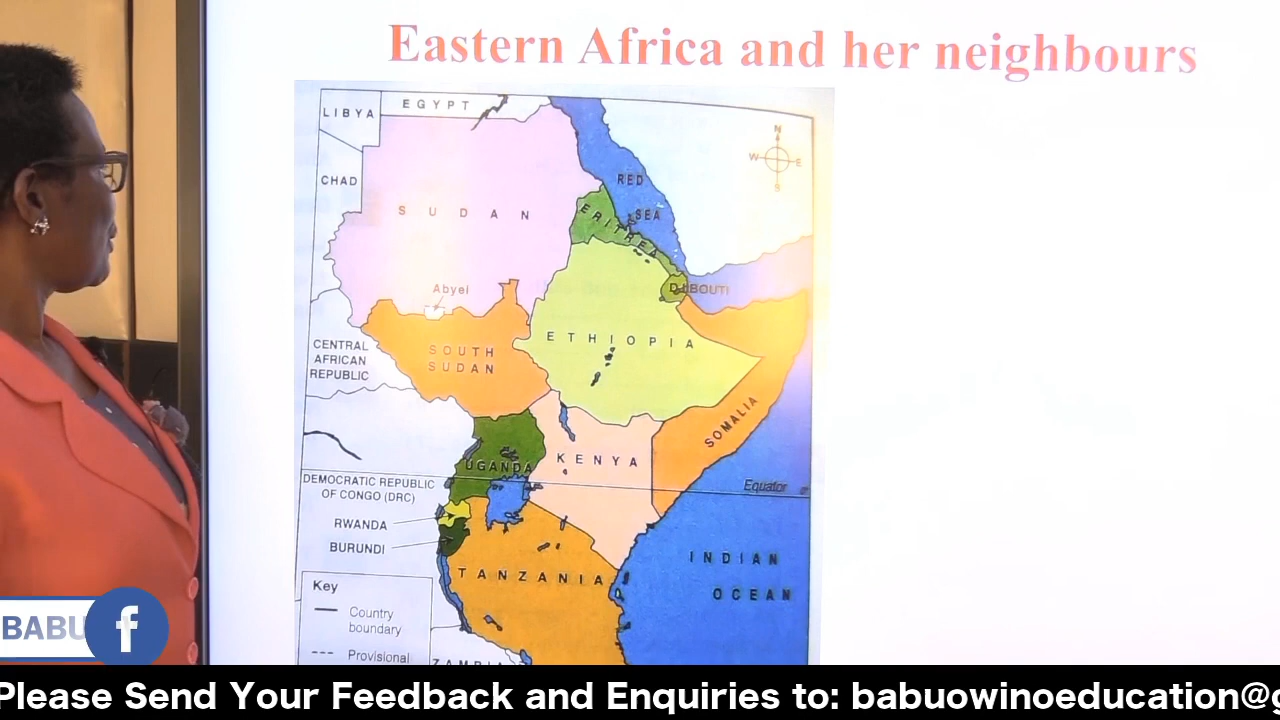 Eastern Africa and her neighbours
LIBYA
EGYPT
N
W
E
S
CHAD
RED
SEA
SUDAN
ERITREA
Abyei
DJIBOUTI
ETHIOPIA
CENTRAL
AFRICAN
REPUBLIC
SOUTH
SUDAN
SOMALIA
KENYA
UGANDA
DEMOCRATIC REPUBLIC
OF CONGO (DRC)
Equator
RWANDA
BURUNDI
INDIAN
OCEAN
TANZANIA
Key
Country
boundary
Provisional
ZAMBIA
BABU
f
Please Send Your Feedback and Enquiries to: babuowinoeducation@g